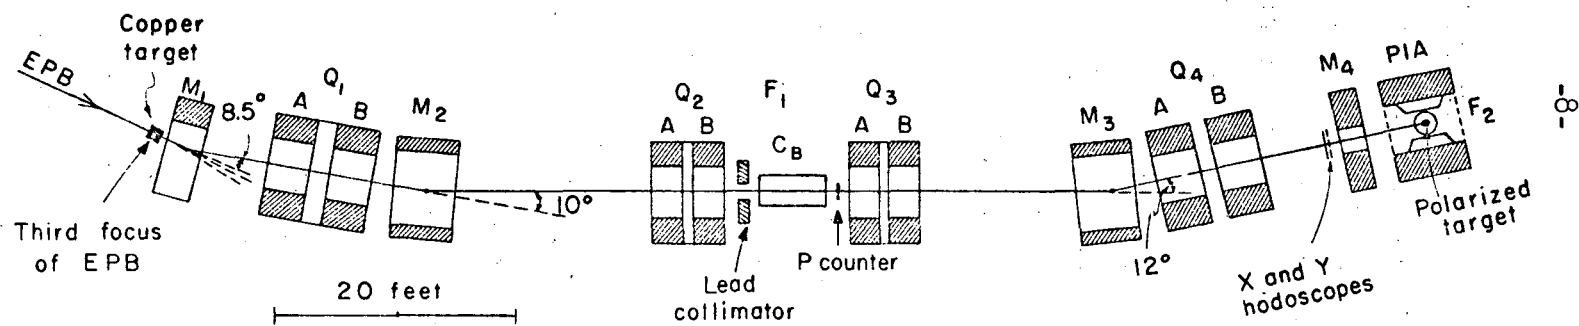 Copper
target
EPB
M1
8.5°
Q1
A
B
M2
Q2
A
B
F1
CB
Q3
A
B
M3
Q4
A
B
M4
PIA
F2
-8-
10°
12°
Third focus
of EPB
20 feet
Lead
collimator
P counter
X and Y
hodoscopes
Polarized
target